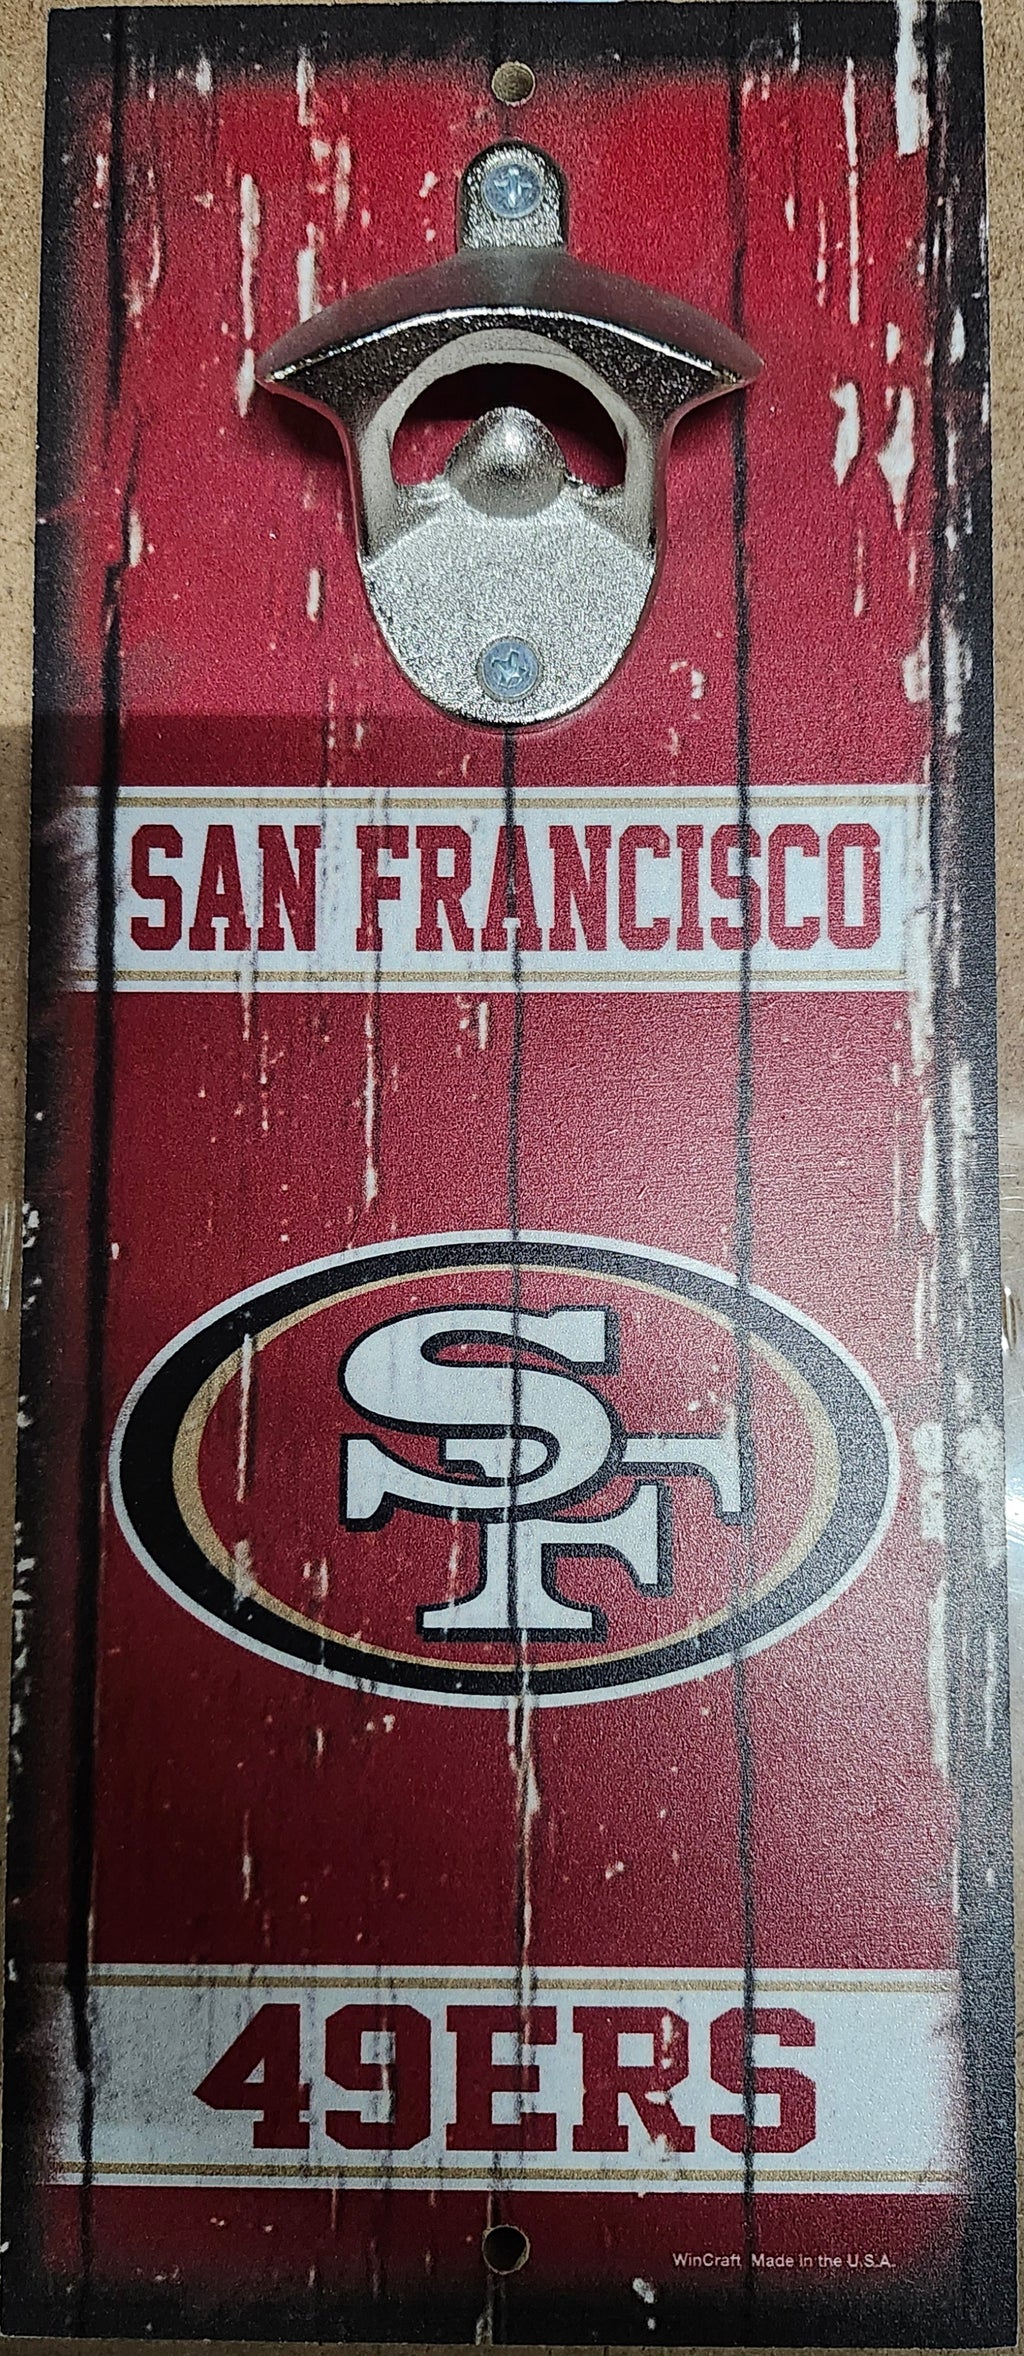 SAN FRANCISCO
SF
49ERS
WinCraft Made in the U.S.A.